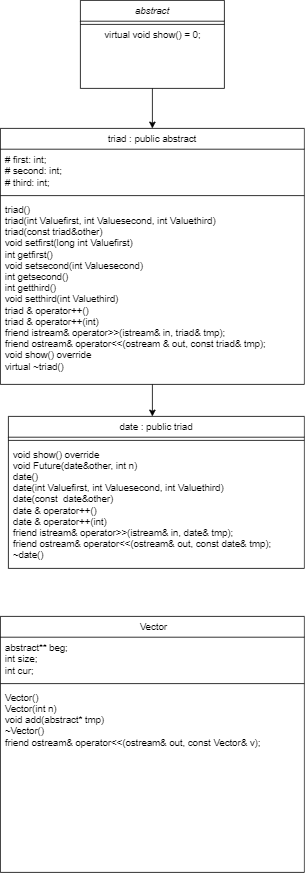 abstract
virtual void show() = 0;
triad : public abstract
# first: int;
# second: int;
# third: int;
triad()
triad(int Valuefirst, int Valuesecond, int Valuethird)
triad(const triad&other)
void setfirst(long int Valuefirst)
int getfirst()
void setsecond(int Valuesecond)
int getsecond()
int getthird()
void setthird(int Valuethird)
triad & operator++()
triad & operator++(int)
friend istream& operator>>(istream& in, triad& tmp);
friend ostream& operator<<(ostream & out, const triad& tmp);
void show() override
virtual ~triad()
date : public triad
void show() override
void Future(date&other, int n)
date()
date(int Valuefirst, int Valuesecond, int Valuethird)
date(const  date&other)
date & operator++()
date & operator++(int)
friend istream& operator>>(istream& in, date& tmp);
friend ostream& operator<<(ostream& out, const date& tmp);
~date()
Vector
abstract** beg;
int size;
int cur;
Vector()
Vector(int n)
void add(abstract* tmp)
~Vector()
friend ostream& operator<<(ostream& out, const Vector& v);